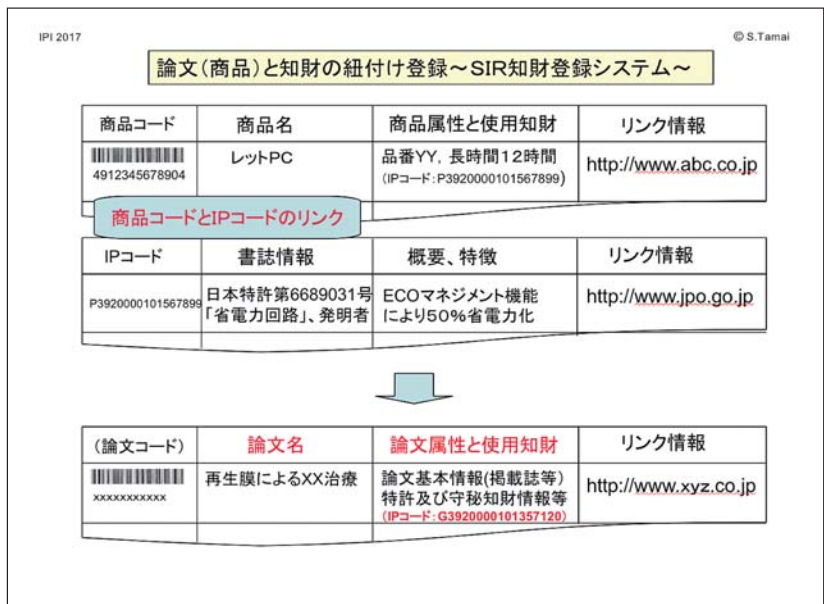 IPI 2017
© S.Tamai
論文(商品)と知財の紐付け登録～SIR知財登録システム～
商品コード 商品名 商品属性と使用知財 リンク情報
4912345678904 レットPC 品番YY, 長時間12時間 http://www.abc.co.jp
(IPコード:P3920000101567899)
商品コードとIPコードのリンク
IPコード 書誌情報 概要、特徴 リンク情報
P3920000101567899 日本特許第6689031号 ECOマネジメント機能 http://www.jpo.go.jp
「省電力回路」、発明者 により50%省電力化
(論文コード) 論文名 論文属性と使用知財 リンク情報
xxxxxxxxxxx 再生膜によるXX治療 論文基本情報(掲載誌等) http://www.xyz.co.jp
特許及び守秘知財情報等
(IPコード:G3920000101357120)